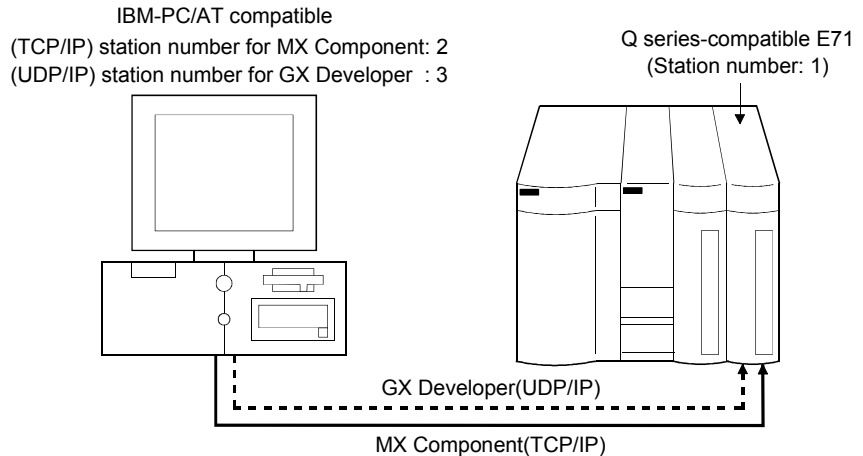 IBM-PC/AT compatible
(TCP/IP) station number for MX Component: 2
(UDP/IP) station number for GX Developer : 3
Q series-compatible E71
(Station number: 1)
GX Developer(UDP/IP)
MX Component(TCP/IP)